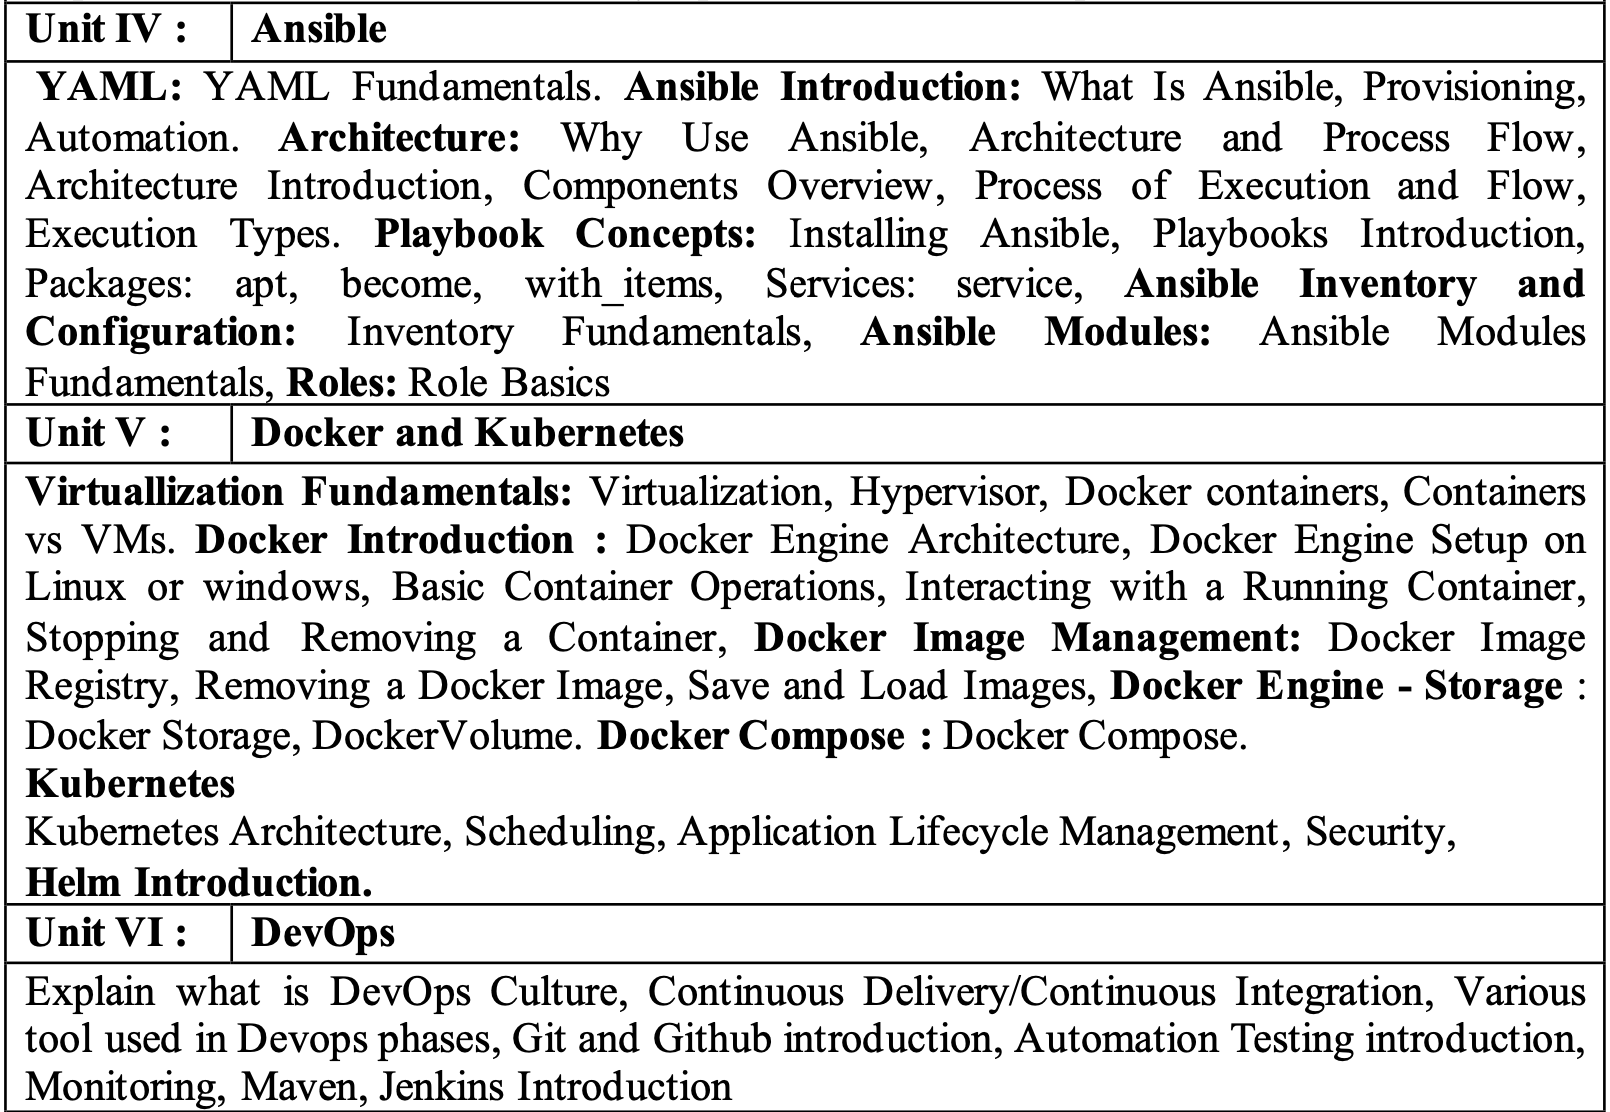 Unit IV : Ansible
YAML: YAML Fundamentals. Ansible Introduction: What Is Ansible, Provisioning,
Automation. Architecture: Why Use Ansible, Architecture and Process Flow,
Architecture Introduction, Components Overview, Process of Execution and Flow,
Execution Types. Playbook Concepts: Installing Ansible, Playbooks Introduction,
Packages: apt, become, with_items, Services: service, Ansible Inventory and
Configuration: Inventory Fundamentals, Ansible Modules: Ansible Modules
Fundamentals, Roles: Role Basics
Unit V : Docker and Kubernetes
Virtuallization Fundamentals: Virtualization, Hypervisor, Docker containers, Containers
vs VMs. Docker Introduction : Docker Engine Architecture, Docker Engine Setup on
Linux or windows, Basic Container Operations, Interacting with a Running Container,
Stopping and Removing a Container, Docker Image Management: Docker Image
Registry, Removing a Docker Image, Save and Load Images, Docker Engine - Storage :
Docker Storage, DockerVolume. Docker Compose : Docker Compose.
Kubernetes
Kubernetes Architecture, Scheduling, Application Lifecycle Management, Security,
Helm Introduction.
Unit VI : DevOps
Explain what is DevOps Culture, Continuous Delivery/Continuous Integration, Various
tool used in Devops phases, Git and Github introduction, Automation Testing introduction,
Monitoring, Maven, Jenkins Introduction